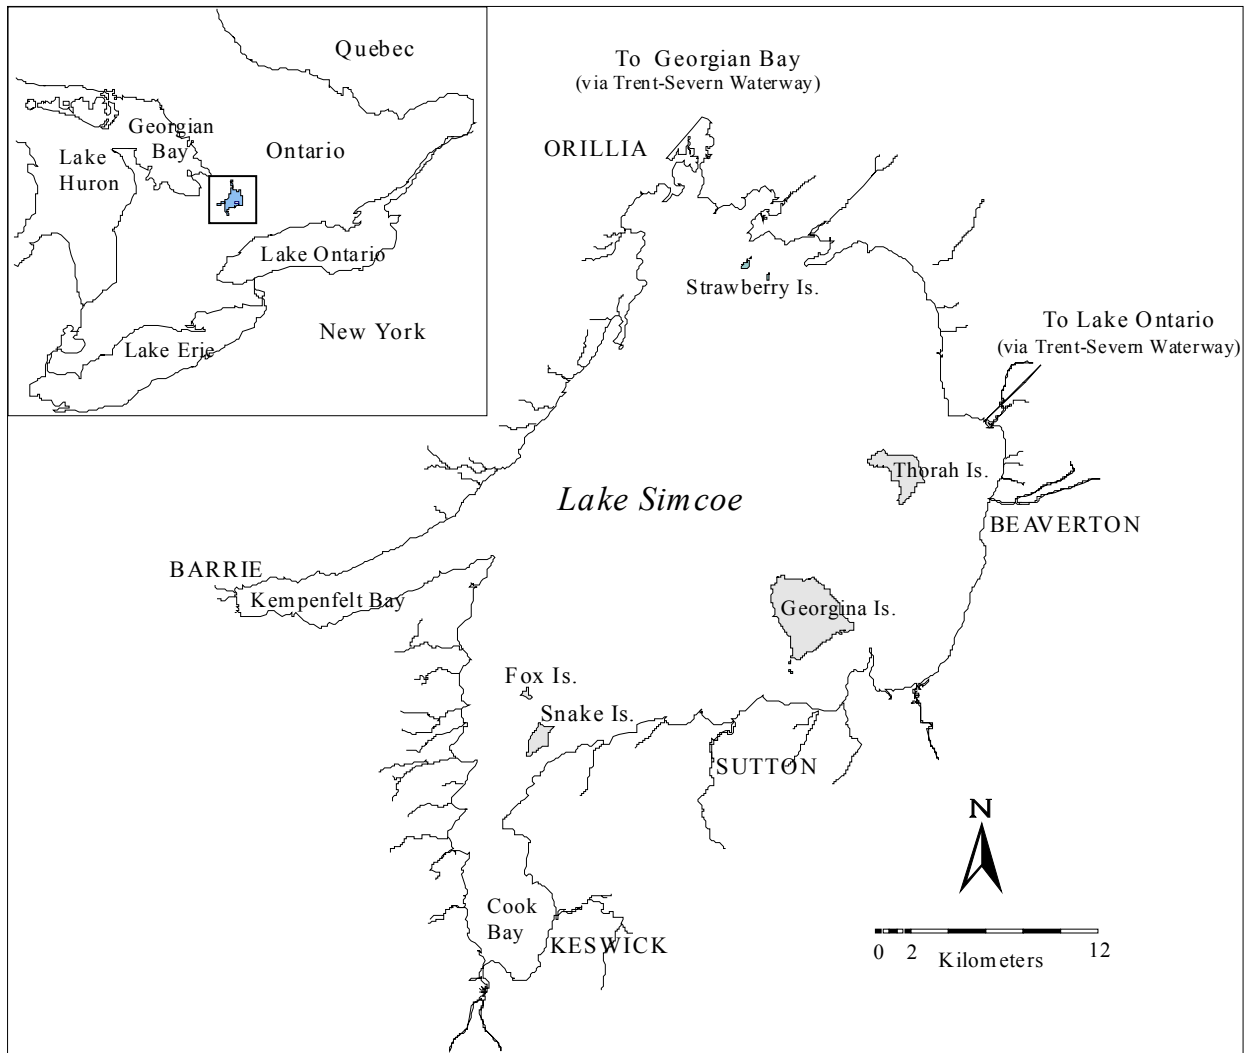 Quebec
Georgian
Bay
Ontario
Lake
Huron
Lake Ontario
New York
Lake Erie
To Georgian Bay
(via Trent-Severn Waterway)
ORILLIA
Strawberry Is.
To Lake Ontario
(via Trent-Severn Waterway)
Thorah Is.
Lake Simcoe
BEAVERTON
BARRIE
Kempenfelt Bay
Georgina Is.
Fox Is.
Snake Is.
SUTTON
N
Cook
Bay
KESWICK
0 2 12
Kilometers